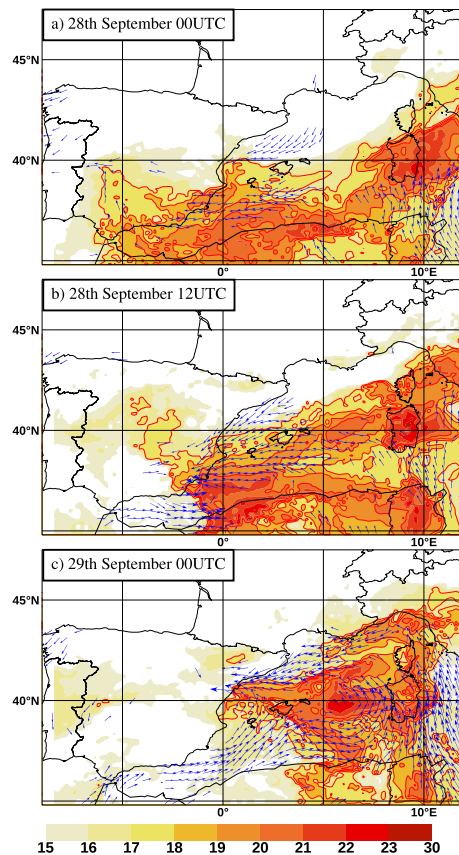 a) 28th September 00UTC
45°N
40°N
0°
10°E
b) 28th September 12UTC
45°N
40°N
0°
10°E
c) 29th September 00UTC
45°N
40°N
0°
10°E
15 16 17 18 19 20 21 22 23 30